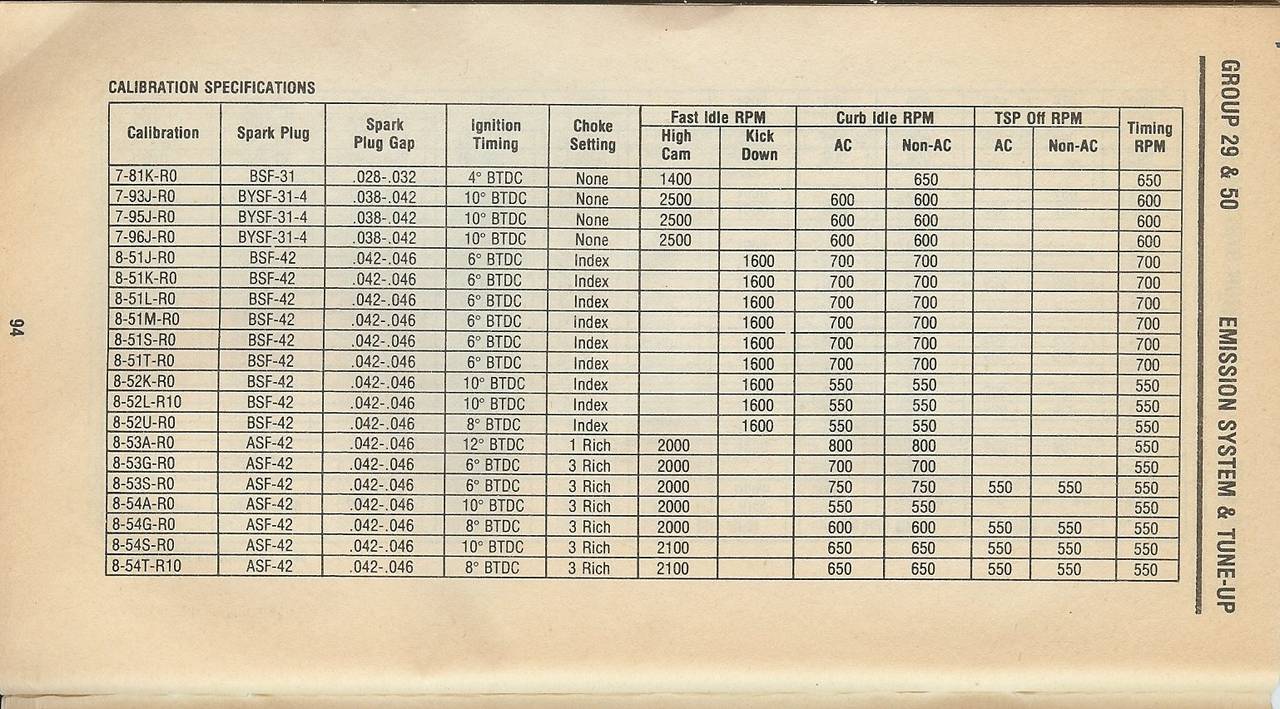 CALIBRATION SPECIFICATIONS
Calibration Spark Plug Spark Plug Gap Ignition Timing Choke Setting Fast Idle RPM High Cam Kick Down Curb Idle RPM AC Non-AC TSP Off RPM AC Non-AC Timing RPM
7-81K-R0 BSF-31 .028-.032 4° BTDC None 1400 650 650
7-93J-R0 BYSF-31-4 .038-.042 10° BTDC None 2500 600 600 600
7-95J-R0 BYSF-31-4 .038-.042 10° BTDC None 2500 600 600 600
7-96J-R0 BYSF-31-4 .038-.042 10° BTDC None 2500 600 600 600
8-51J-R0 BSF-42 .042-.046 6° BTDC Index 1600 700 700 700
8-51K-R0 BSF-42 .042-.046 6° BTDC Index 1600 700 700 700
8-51L-R0 BSF-42 .042-.046 6° BTDC Index 1600 700 700 700
8-51M-R0 BSF-42 .042-.046 6° BTDC Index 1600 700 700 700
8-51S-R0 BSF-42 .042-.046 6° BTDC Index 1600 700 700 700
8-51T-R0 BSF-42 .042-.046 6° BTDC Index 1600 700 700 700
8-52K-R0 BSF-42 .042-.046 10° BTDC Index 1600 550 550 550
8-52L-R10 BSF-42 .042-.046 10° BTDC Index 1600 550 550 550
8-52U-R0 BSF-42 .042-.046 8° BTDC Index 1600 550 550 550
8-53A-R0 ASF-42 .042-.046 12° BTDC 1 Rich 2000 800 800 550
8-53G-R0 ASF-42 .042-.046 6° BTDC 3 Rich 2000 700 700 550
8-53S-R0 ASF-42 .042-.046 6° BTDC 3 Rich 2000 750 750 550 550 550
8-54A-R0 ASF-42 .042-.046 10° BTDC 3 Rich 2000 550 550 550
8-54G-R0 ASF-42 .042-.046 8° BTDC 3 Rich 2000 600 600 550 550 550
8-54S-R0 ASF-42 .042-.046 10° BTDC 3 Rich 2100 650 650 550 550 550
8-54T-R10 ASF-42 .042-.046 8° BTDC 3 Rich 2100 650 650 550 550 550
GROUP 29 & 50 EMISSION SYSTEM & TUNE-UP
94